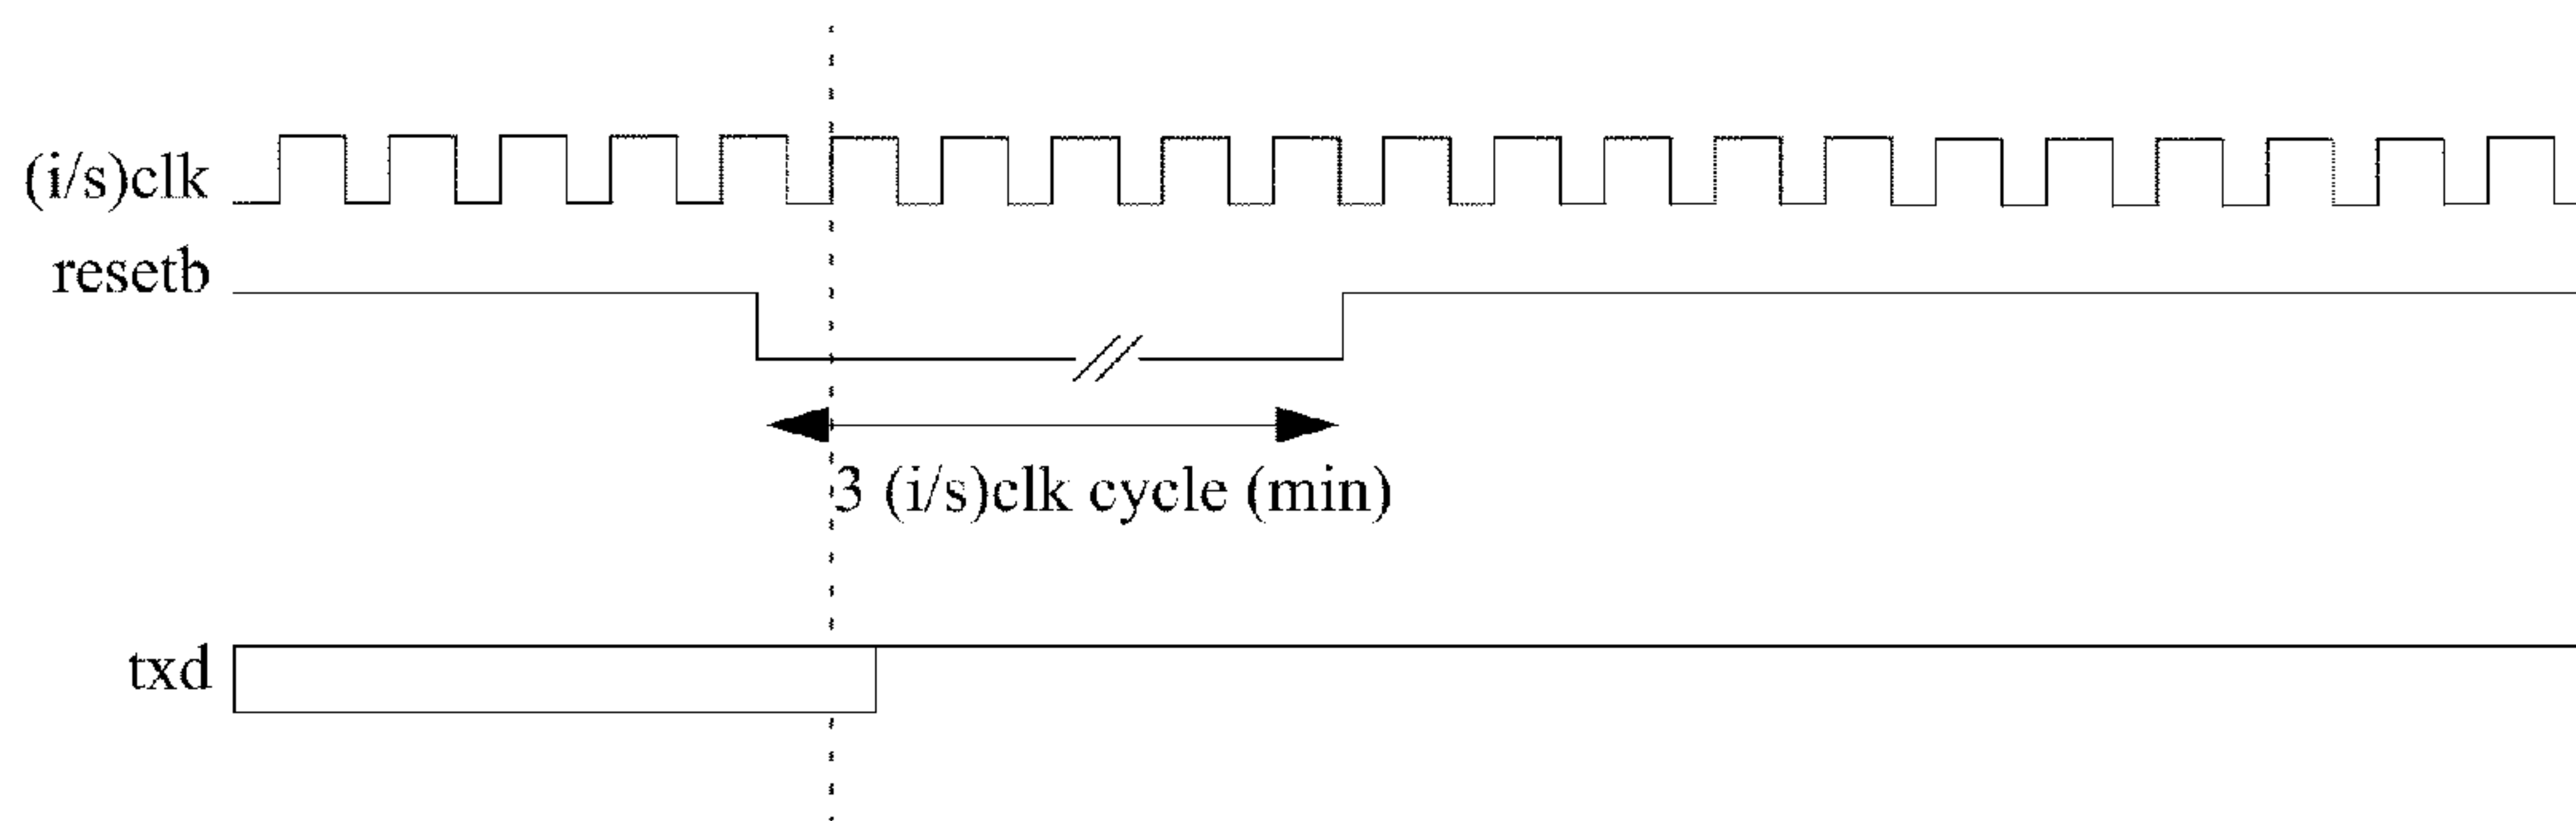 (i/s)clk
resetb
3 (i/s)clk cycle (min)
txd